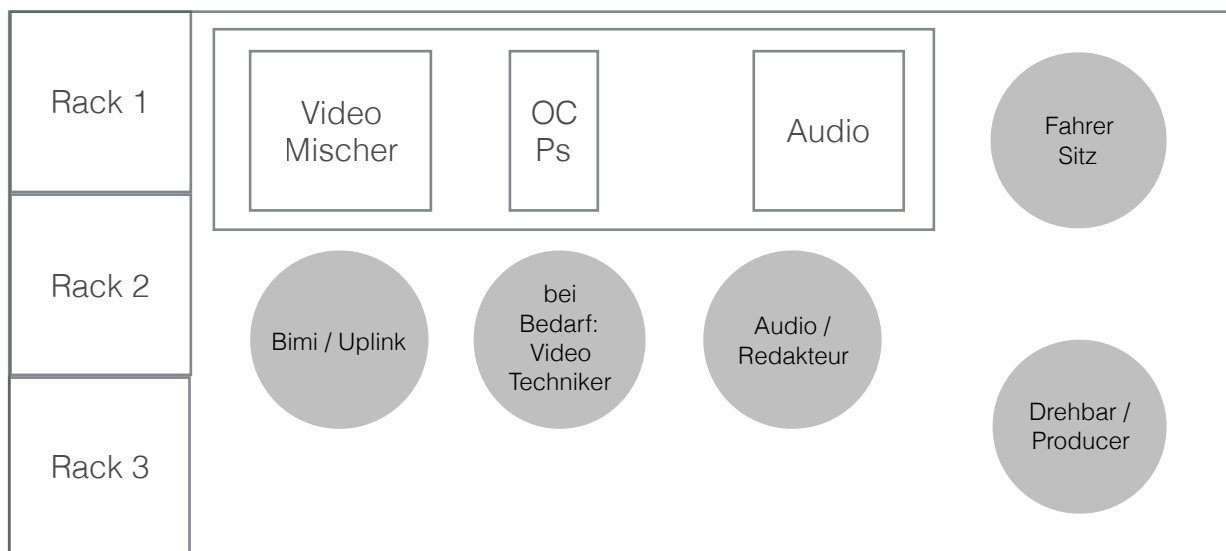 Rack 1
Rack 2
Rack 3
Video
Mischer
OC
Ps
Audio
Fahrer
Sitz
Bimi / Uplink
bei
Bedarf:
Video
Techniker
Audio /
Redakteur
Drehbar /
Producer